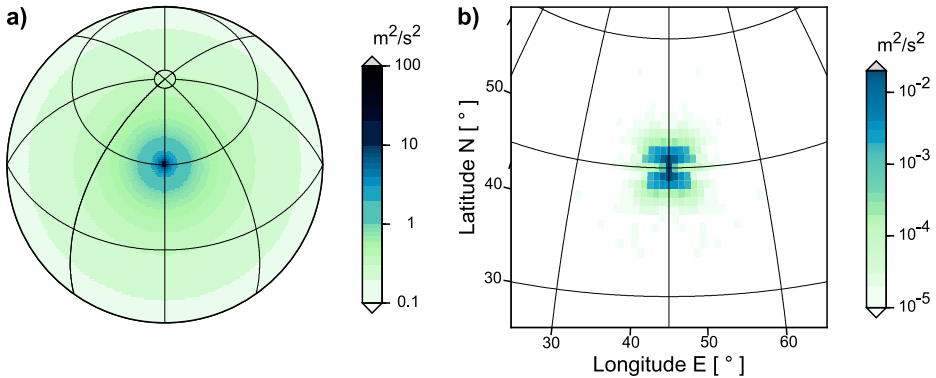 a)
m²/s²
100
10
1
0.1
b)
Latitude N [ ° ]
50
40
30
30
40
50
60
Longitude E [ ° ]
m²/s²
10⁻²
10⁻³
10⁻⁴
10⁻⁵